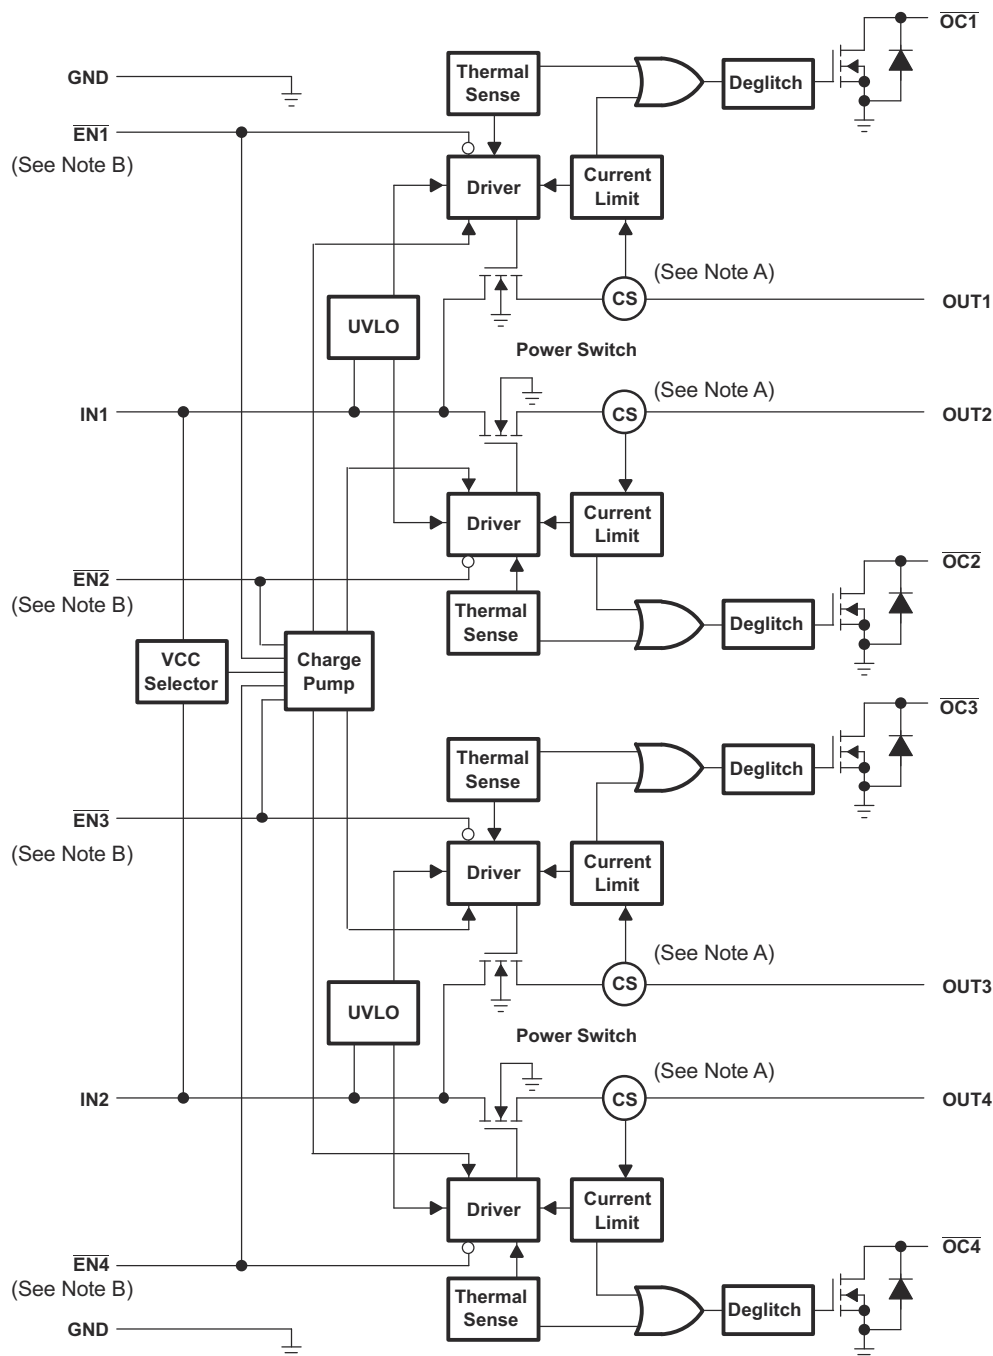 OC1
GND
Thermal
Sense
Deglitch
EN1
(See Note B)
Driver
Current
Limit
(See Note A)
CS
OUT1
UVLO
Power Switch
(See Note A)
IN1
CS
OUT2
Driver
Current
Limit
EN2
(See Note B)
OC2
Thermal
Sense
Deglitch
VCC
Selector
Charge
Pump
OC3
Thermal
Sense
Deglitch
EN3
(See Note B)
Driver
Current
Limit
(See Note A)
CS
OUT3
UVLO
Power Switch
(See Note A)
IN2
CS
OUT4
Driver
Current
Limit
EN4
(See Note B)
OC4
Thermal
Sense
Deglitch
GND